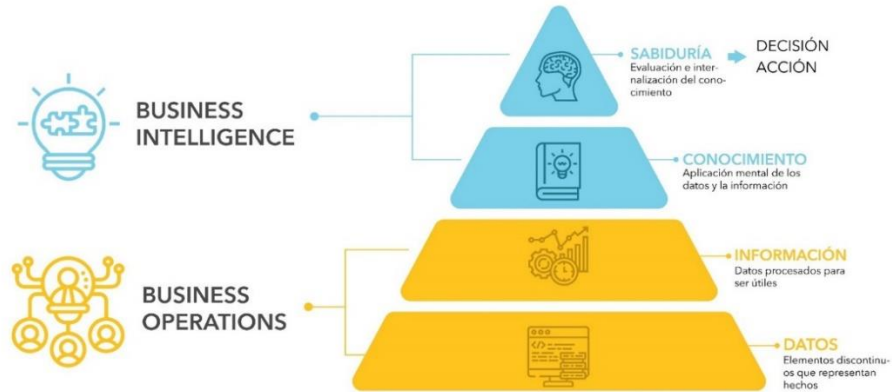 SABIDURÍA
Evaluación e inter-
nalización del cono-
cimiento
DECISIÓN
ACCIÓN
BUSINESS
INTELLIGENCE
CONOCIMIENTO
Aplicación mental de los
datos y la información
INFORMACIÓN
Datos procesados para
ser útiles
BUSINESS
OPERATIONS
DATOS
Elementos discontinu-
os que representan
hechos